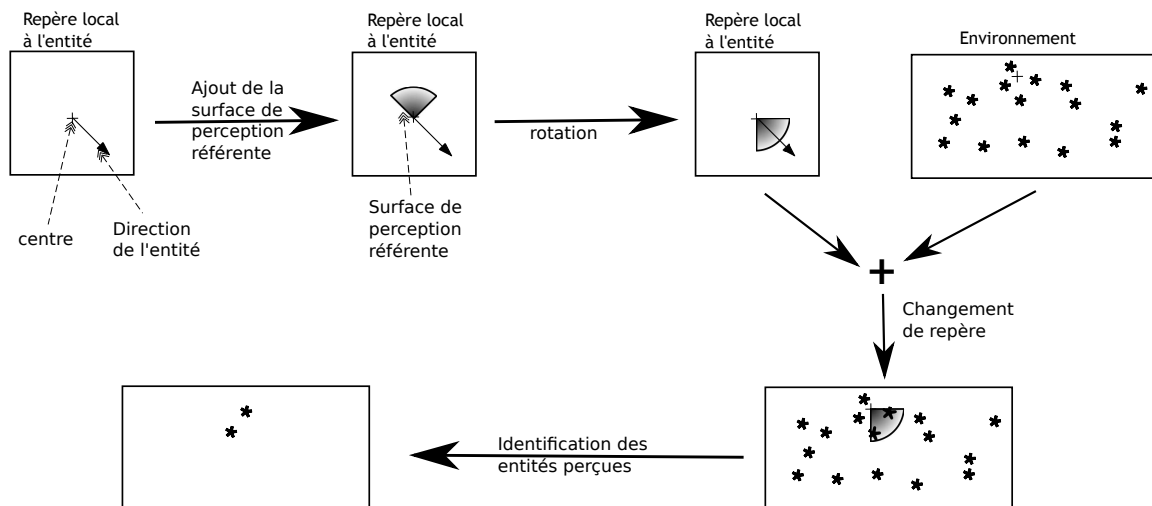 Repère local
à l'entité
Repère local
à l'entité
Repère local
à l'entité
Environnement
Ajout de la
surface de
perception
référente
rotation
centre
Direction
de l'entité
Surface de
perception
référente
Changement
de repère
Identification des
entités perçues